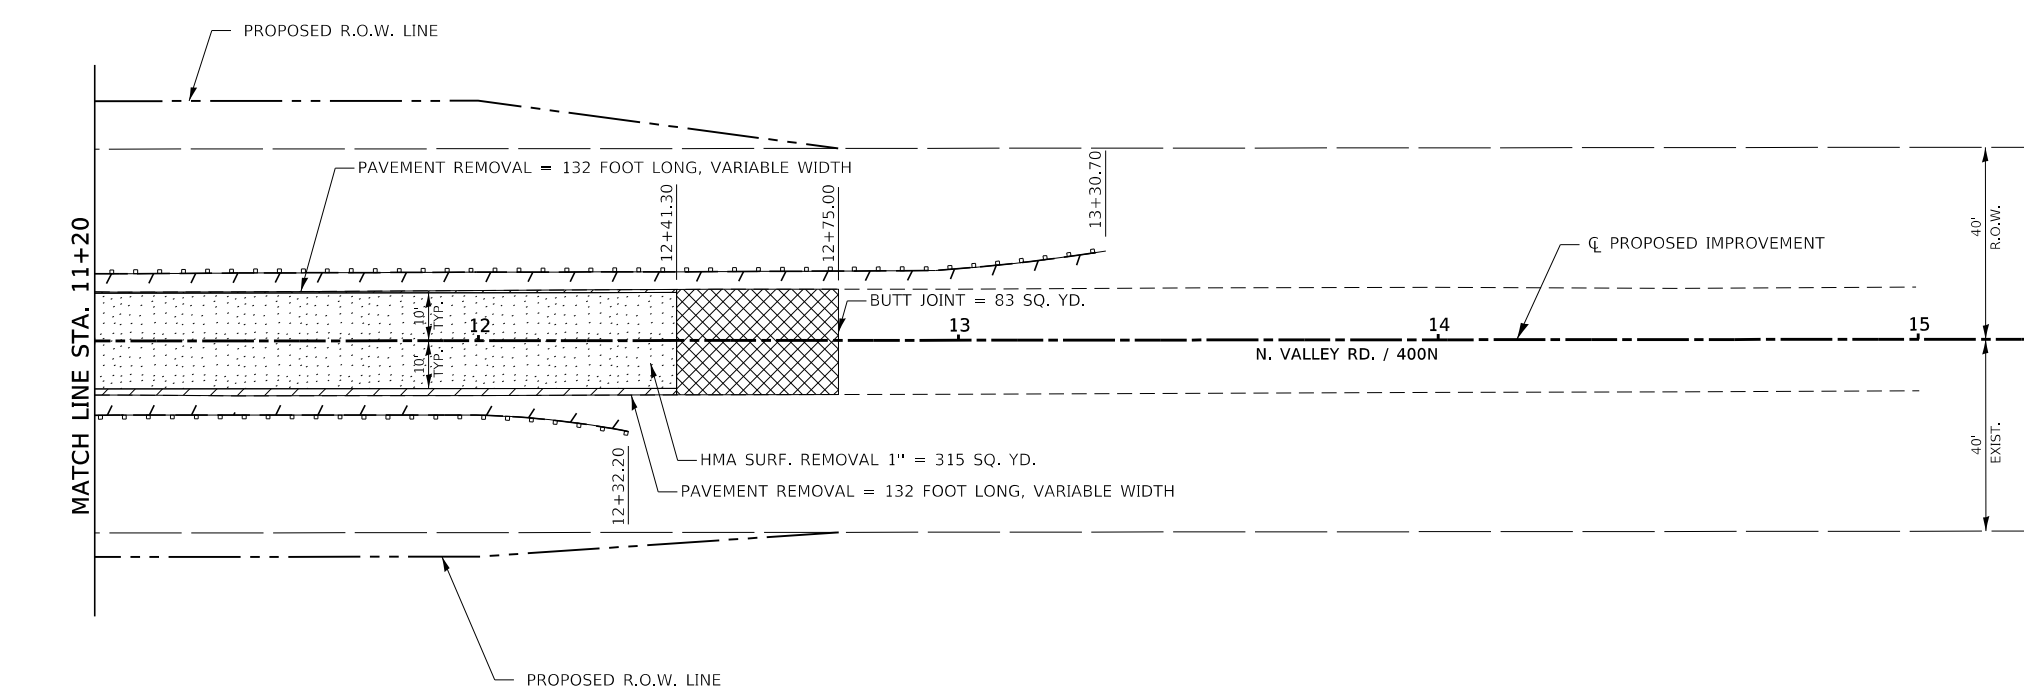 PROPOSED R.O.W. LINE
PAVEMENT REMOVAL = 132 FOOT LONG, VARIABLE WIDTH
12+41.30
12+75.00
13+30.70
40'
R.O.W.
℄ PROPOSED IMPROVEMENT
MATCH LINE STA. 11+20
BUTT JOINT = 83 SQ. YD.
10'
TYP.
12
13
14
15
10'
TYP.
N. VALLEY RD. / 400N
40'
EXIST.
HMA SURF. REMOVAL 1" = 315 SQ. YD.
PAVEMENT REMOVAL = 132 FOOT LONG, VARIABLE WIDTH
12+32.20
PROPOSED R.O.W. LINE